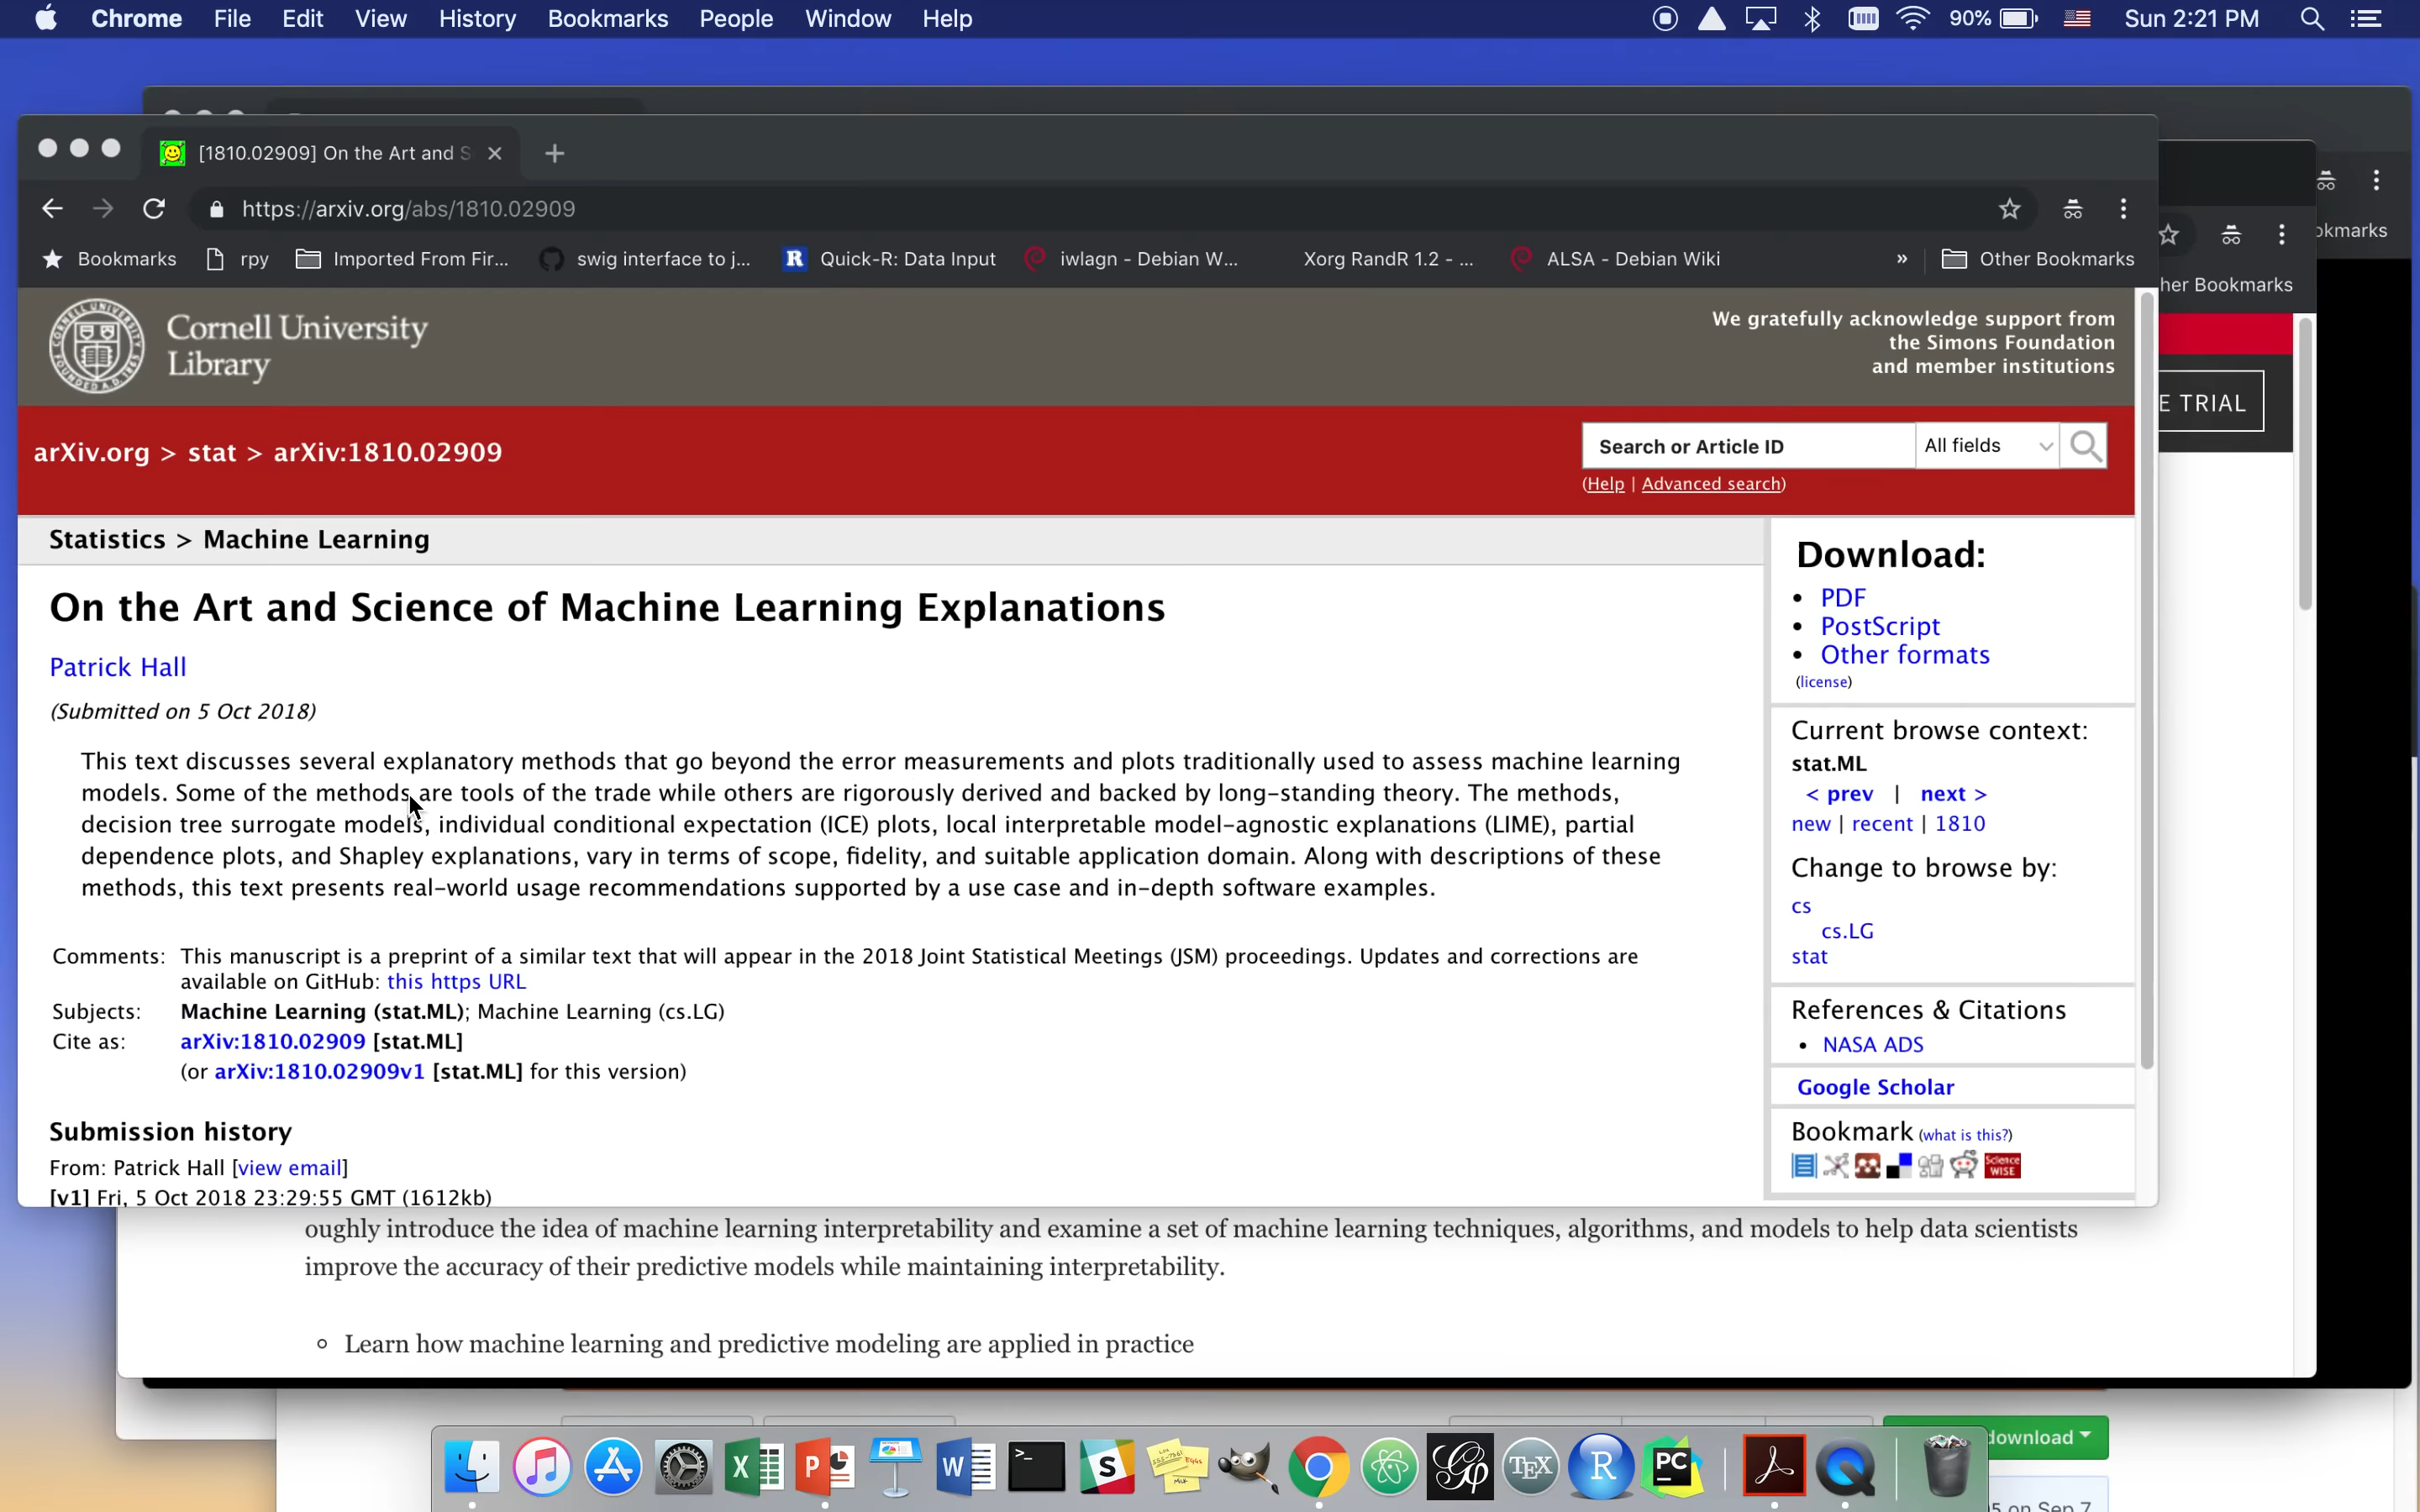 Chrome File Edit View History Bookmarks People Window Help
90% Sun 2:21 PM
[1810.02909] On the Art and S
https://arxiv.org/abs/1810.02909
Bookmarks rpy Imported From Fir... swig interface to j... Quick-R: Data Input iwlagn - Debian W... Xorg RandR 1.2 - ... ALSA - Debian Wiki » Other Bookmarks
okmarks
her Bookmarks
E TRIAL
Cornell University
Library
We gratefully acknowledge support from
the Simons Foundation
and member institutions
arXiv.org > stat > arXiv:1810.02909
Search or Article ID All fields
(Help | Advanced search)
Statistics > Machine Learning
On the Art and Science of Machine Learning Explanations
Patrick Hall
(Submitted on 5 Oct 2018)
This text discusses several explanatory methods that go beyond the error measurements and plots traditionally used to assess machine learning
models. Some of the methods are tools of the trade while others are rigorously derived and backed by long-standing theory. The methods,
decision tree surrogate models, individual conditional expectation (ICE) plots, local interpretable model-agnostic explanations (LIME), partial
dependence plots, and Shapley explanations, vary in terms of scope, fidelity, and suitable application domain. Along with descriptions of these
methods, this text presents real-world usage recommendations supported by a use case and in-depth software examples.
Comments: This manuscript is a preprint of a similar text that will appear in the 2018 Joint Statistical Meetings (JSM) proceedings. Updates and corrections are
available on GitHub: this https URL
Subjects: Machine Learning (stat.ML); Machine Learning (cs.LG)
Cite as: arXiv:1810.02909 [stat.ML]
(or arXiv:1810.02909v1 [stat.ML] for this version)
Submission history
From: Patrick Hall [view email]
[v1] Fri, 5 Oct 2018 23:29:55 GMT (1612kb)
Download:
• PDF
• PostScript
• Other formats
(license)
Current browse context:
stat.ML
< prev | next >
new | recent | 1810
Change to browse by:
cs
cs.LG
stat
References & Citations
• NASA ADS
Google Scholar
Bookmark (what is this?)
Science
WISE
oughly introduce the idea of machine learning interpretability and examine a set of machine learning techniques, algorithms, and models to help data scientists
improve the accuracy of their predictive models while maintaining interpretability.
Learn how machine learning and predictive modeling are applied in practice
download
5 on Sep 7
X P W >_ S TEX R PC